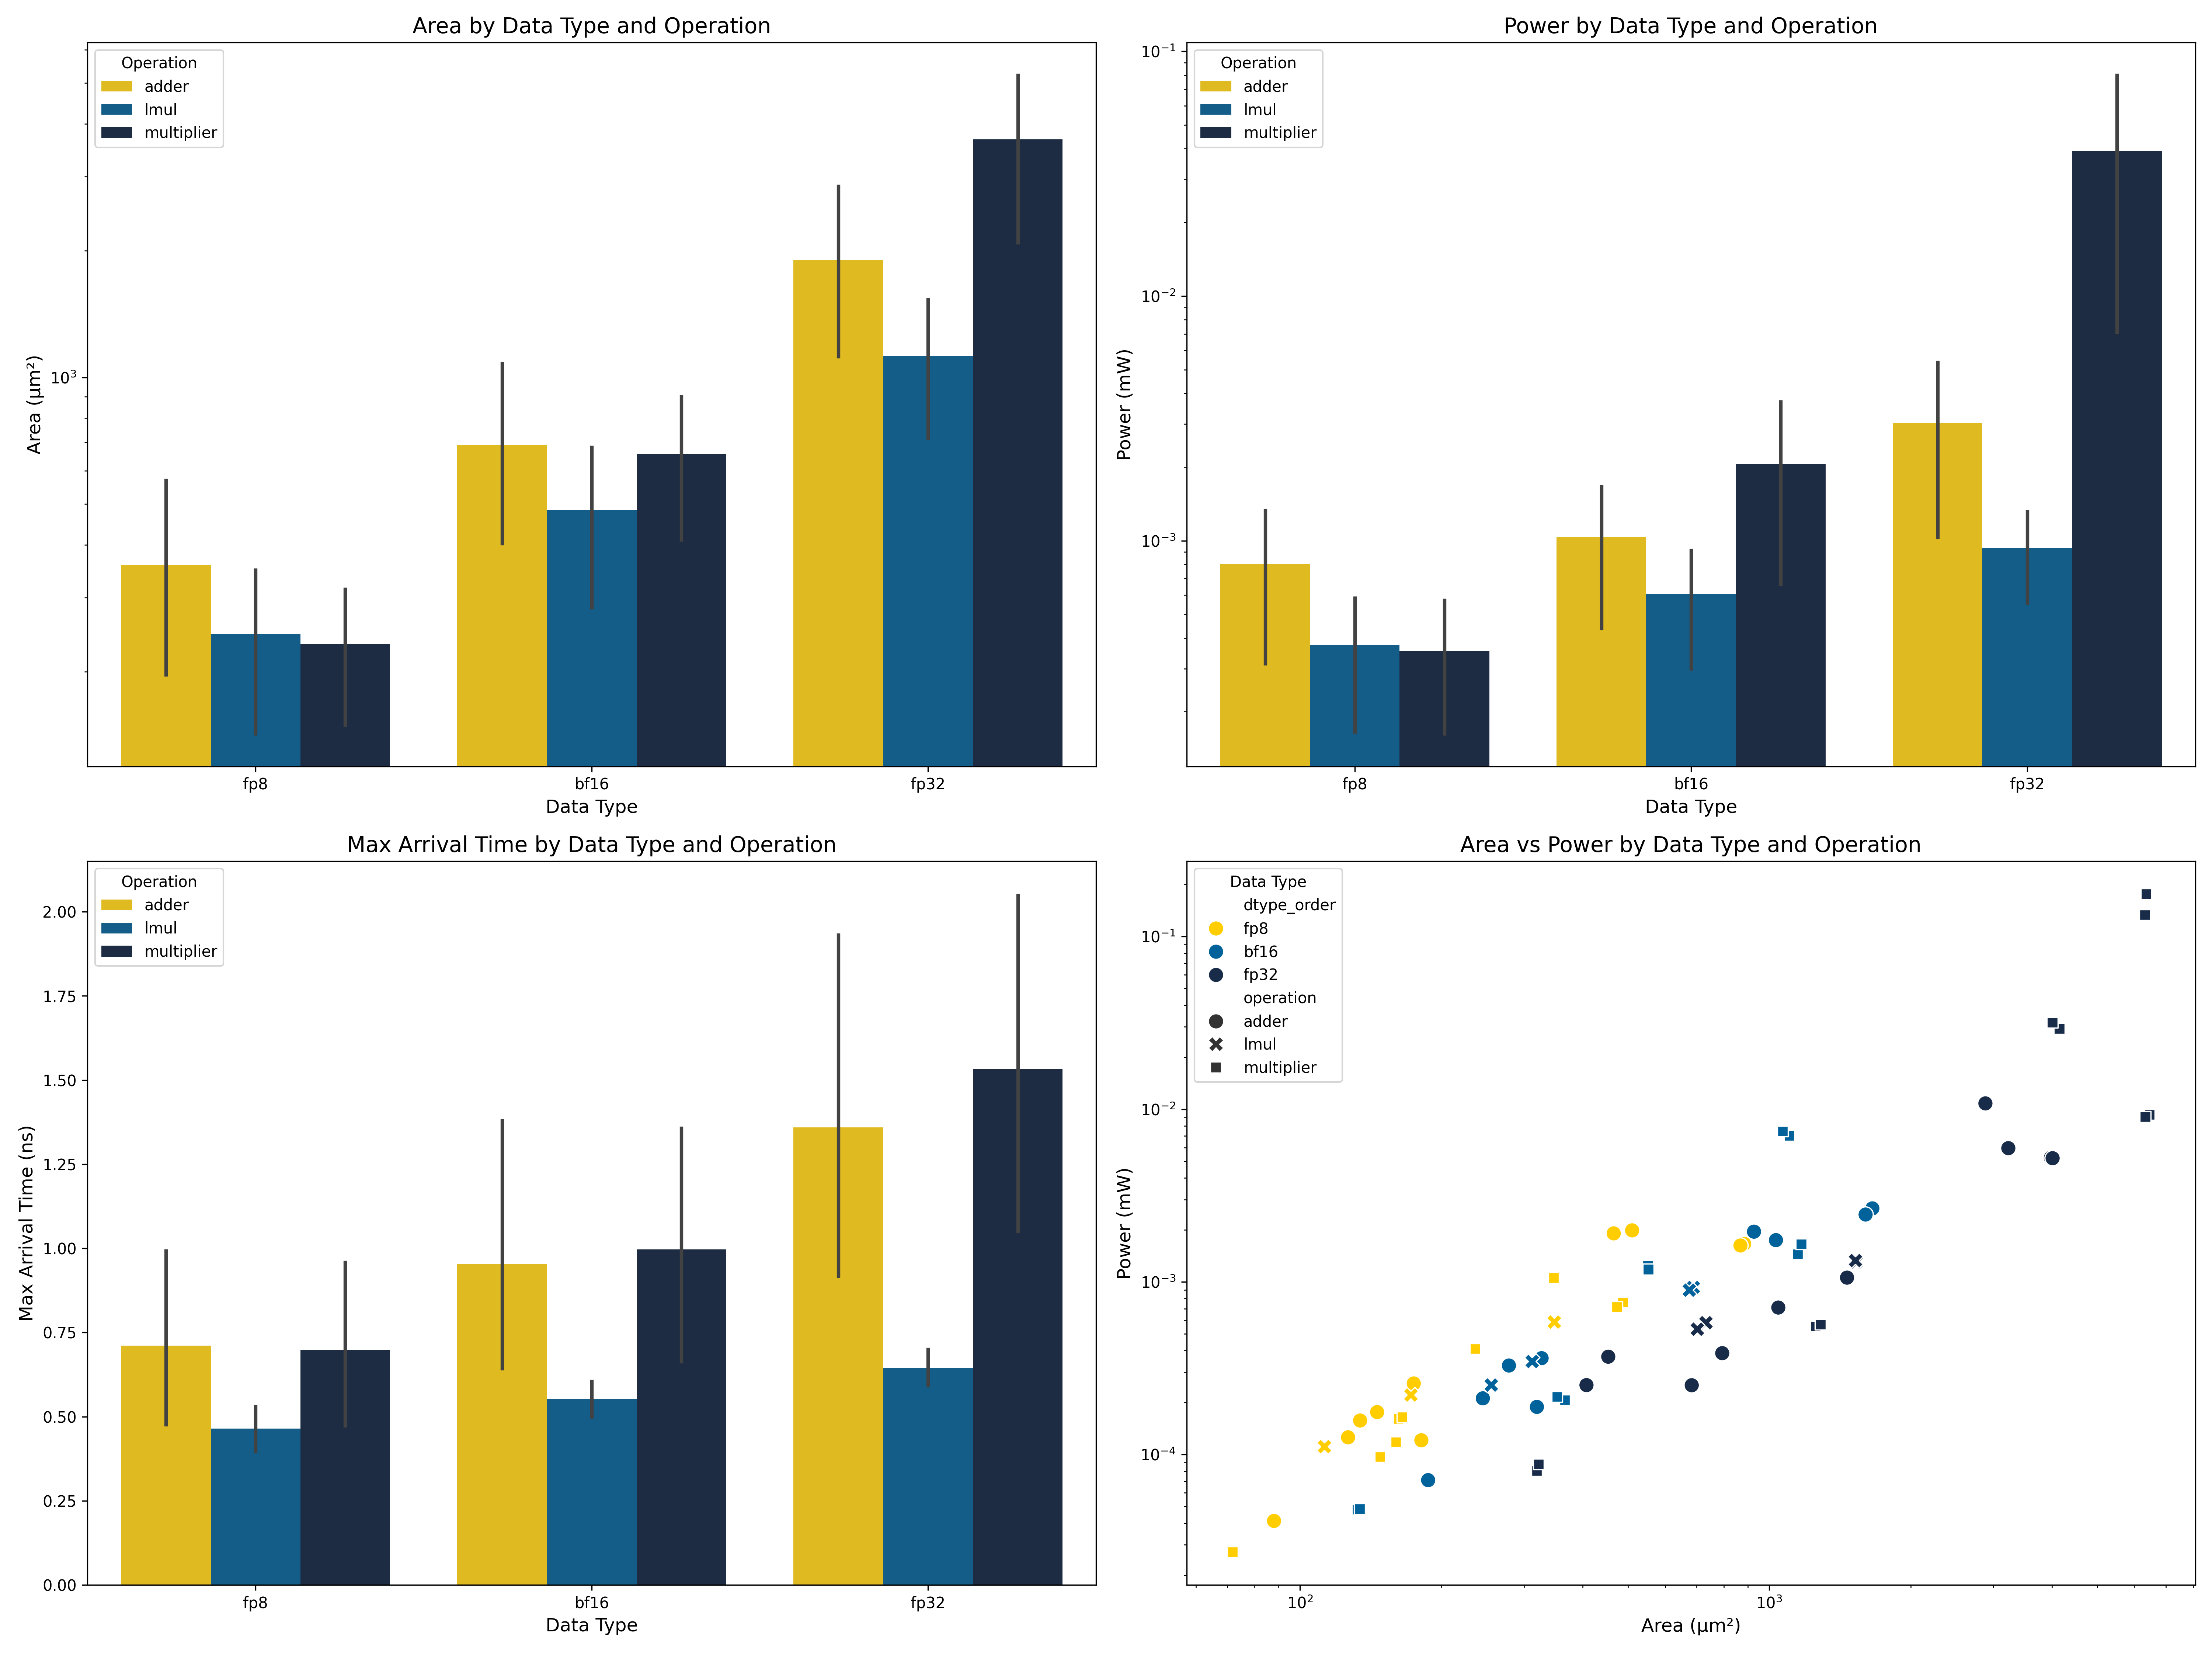 Area by Data Type and Operation
Operation
adder
lmul
multiplier
10³
Area (μm²)
fp8
bf16
fp32
Data Type
Power by Data Type and Operation
Operation
adder
lmul
multiplier
10⁻¹
10⁻²
10⁻³
Power (mW)
fp8
bf16
fp32
Data Type
Max Arrival Time by Data Type and Operation
Operation
adder
lmul
multiplier
2.00
1.75
1.50
1.25
1.00
0.75
0.50
0.25
0.00
Max Arrival Time (ns)
fp8
bf16
fp32
Data Type
Area vs Power by Data Type and Operation
Data Type
dtype_order
fp8
bf16
fp32
operation
adder
lmul
multiplier
10⁻¹
10⁻²
10⁻³
10⁻⁴
Power (mW)
10²
10³
Area (μm²)